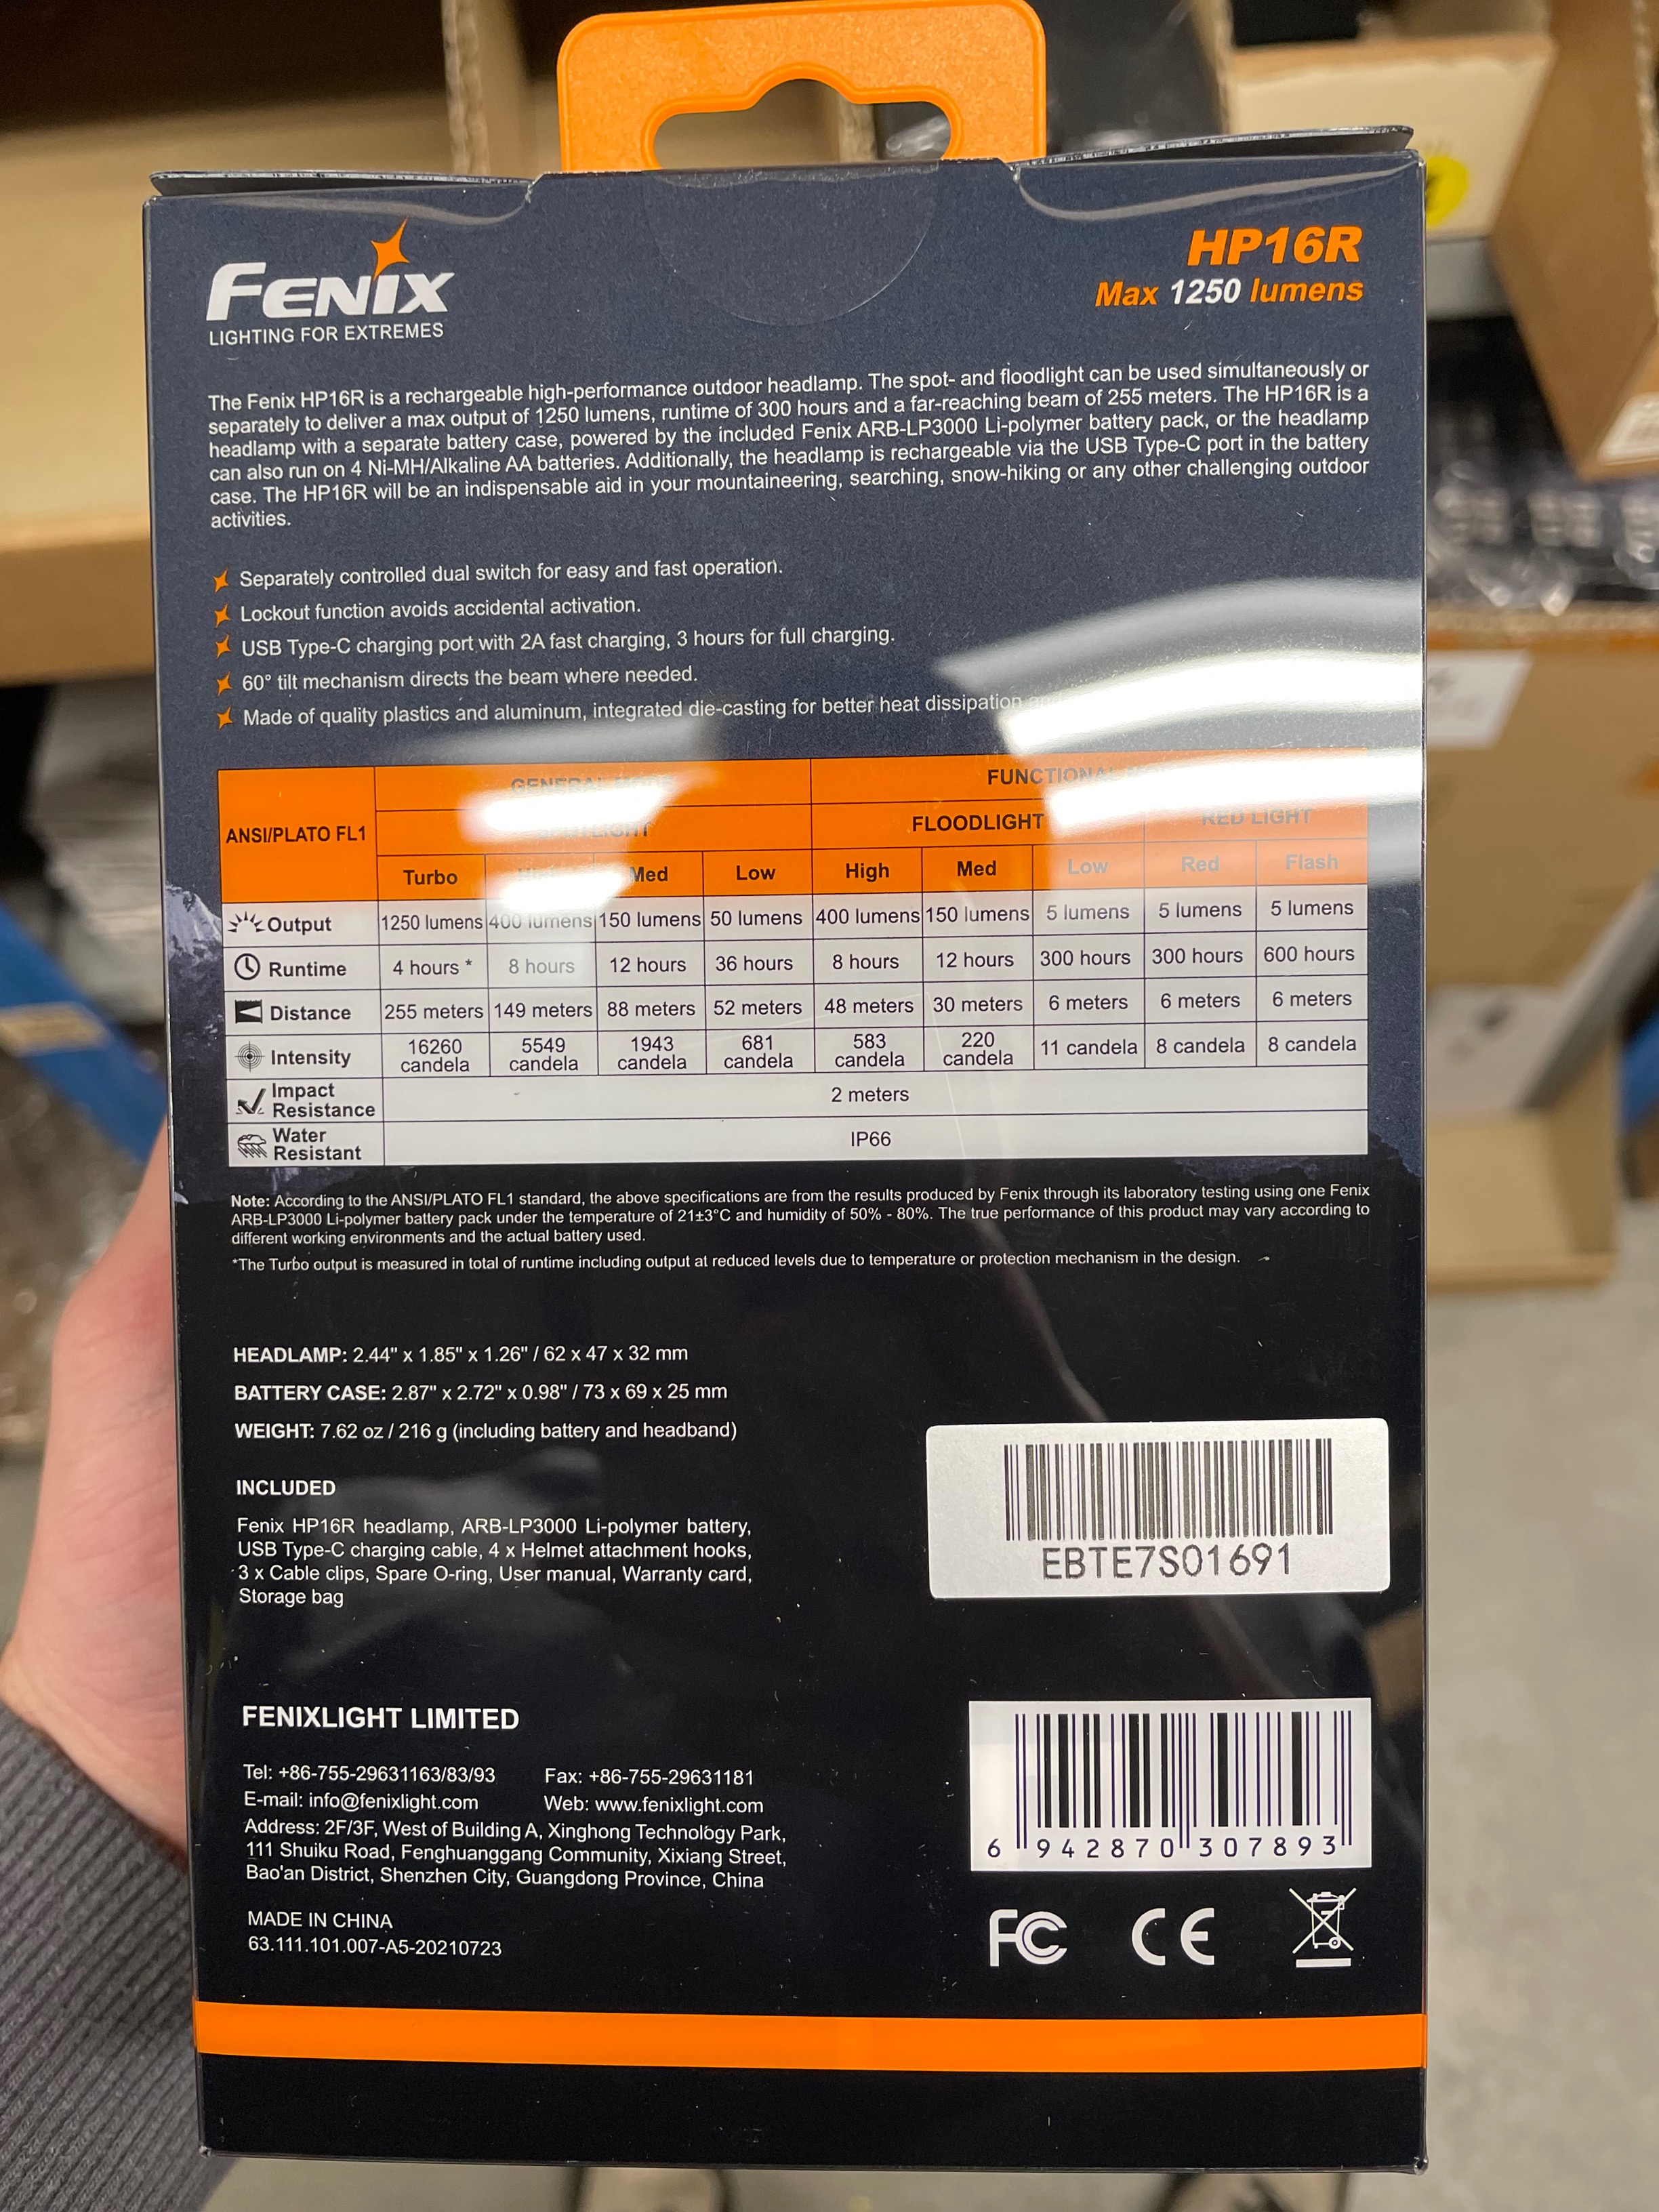 FENIX
LIGHTING FOR EXTREMES
HP16R
Max 1250 lumens
The Fenix HP16R is a rechargeable high-performance outdoor headlamp. The spot- and floodlight can be used simultaneously or
separately to deliver a max output of 1250 lumens, runtime of 300 hours and a far-reaching beam of 255 meters. The HP16R is a
headlamp with a separate battery case, powered by the included Fenix ARB-LP3000 Li-polymer battery pack, or the headlamp
can also run on 4 Ni-MH/Alkaline AA batteries. Additionally, the headlamp is rechargeable via the USB Type-C port in the battery
case. The HP16R will be an indispensable aid in your mountaineering, searching, snow-hiking or any other challenging outdoor
activities.
Separately controlled dual switch for easy and fast operation.
Lockout function avoids accidental activation.
USB Type-C charging port with 2A fast charging, 3 hours for full charging.
60° tilt mechanism directs the beam where needed.
Made of quality plastics and aluminum, integrated die-casting for better heat dissipation and
ANSI/PLATO FL1 GENERAL FUNCTIONAL
FLOODLIGHT RED LIGHT
Turbo Med Low High Med Low Red Flash
Output 1250 lumens 400 lumens 150 lumens 50 lumens 400 lumens 150 lumens 5 lumens 5 lumens 5 lumens
Runtime 4 hours * 8 hours 12 hours 36 hours 8 hours 12 hours 300 hours 300 hours 600 hours
Distance 255 meters 149 meters 88 meters 52 meters 48 meters 30 meters 6 meters 6 meters 6 meters
Intensity 16260 candela 5549 candela 1943 candela 681 candela 583 candela 220 candela 11 candela 8 candela 8 candela
Impact Resistance 2 meters
Water Resistant IP66
Note: According to the ANSI/PLATO FL1 standard, the above specifications are from the results produced by Fenix through its laboratory testing using one Fenix
ARB-LP3000 Li-polymer battery pack under the temperature of 21±3°C and humidity of 50% - 80%. The true performance of this product may vary according to
different working environments and the actual battery used.
*The Turbo output is measured in total of runtime including output at reduced levels due to temperature or protection mechanism in the design.
HEADLAMP: 2.44" x 1.85" x 1.26" / 62 x 47 x 32 mm
BATTERY CASE: 2.87" x 2.72" x 0.98" / 73 x 69 x 25 mm
WEIGHT: 7.62 oz / 216 g (including battery and headband)
INCLUDED
Fenix HP16R headlamp, ARB-LP3000 Li-polymer battery,
USB Type-C charging cable, 4 x Helmet attachment hooks,
3 x Cable clips, Spare O-ring, User manual, Warranty card,
Storage bag
EBTE7S01691
FENIXLIGHT LIMITED
Tel: +86-755-29631163/83/93 Fax: +86-755-29631181
E-mail: info@fenixlight.com Web: www.fenixlight.com
Address: 2F/3F, West of Building A, Xinghong Technology Park,
111 Shuiku Road, Fenghuanggang Community, Xixiang Street,
Bao'an District, Shenzhen City, Guangdong Province, China
6 942870 307893
MADE IN CHINA
63.111.101.007-A5-20210723
FC CE